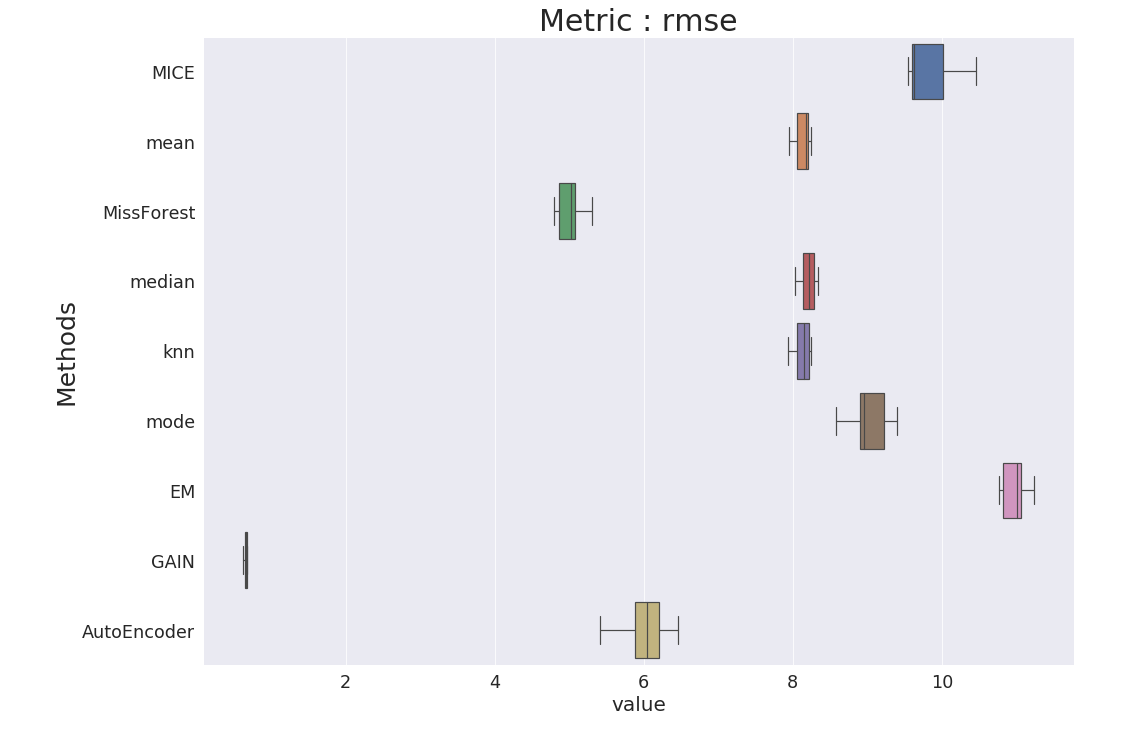 Metric : rmse
MICE
mean
MissForest
median
knn
mode
EM
GAIN
AutoEncoder
Methods
2 4 6 8 10
value